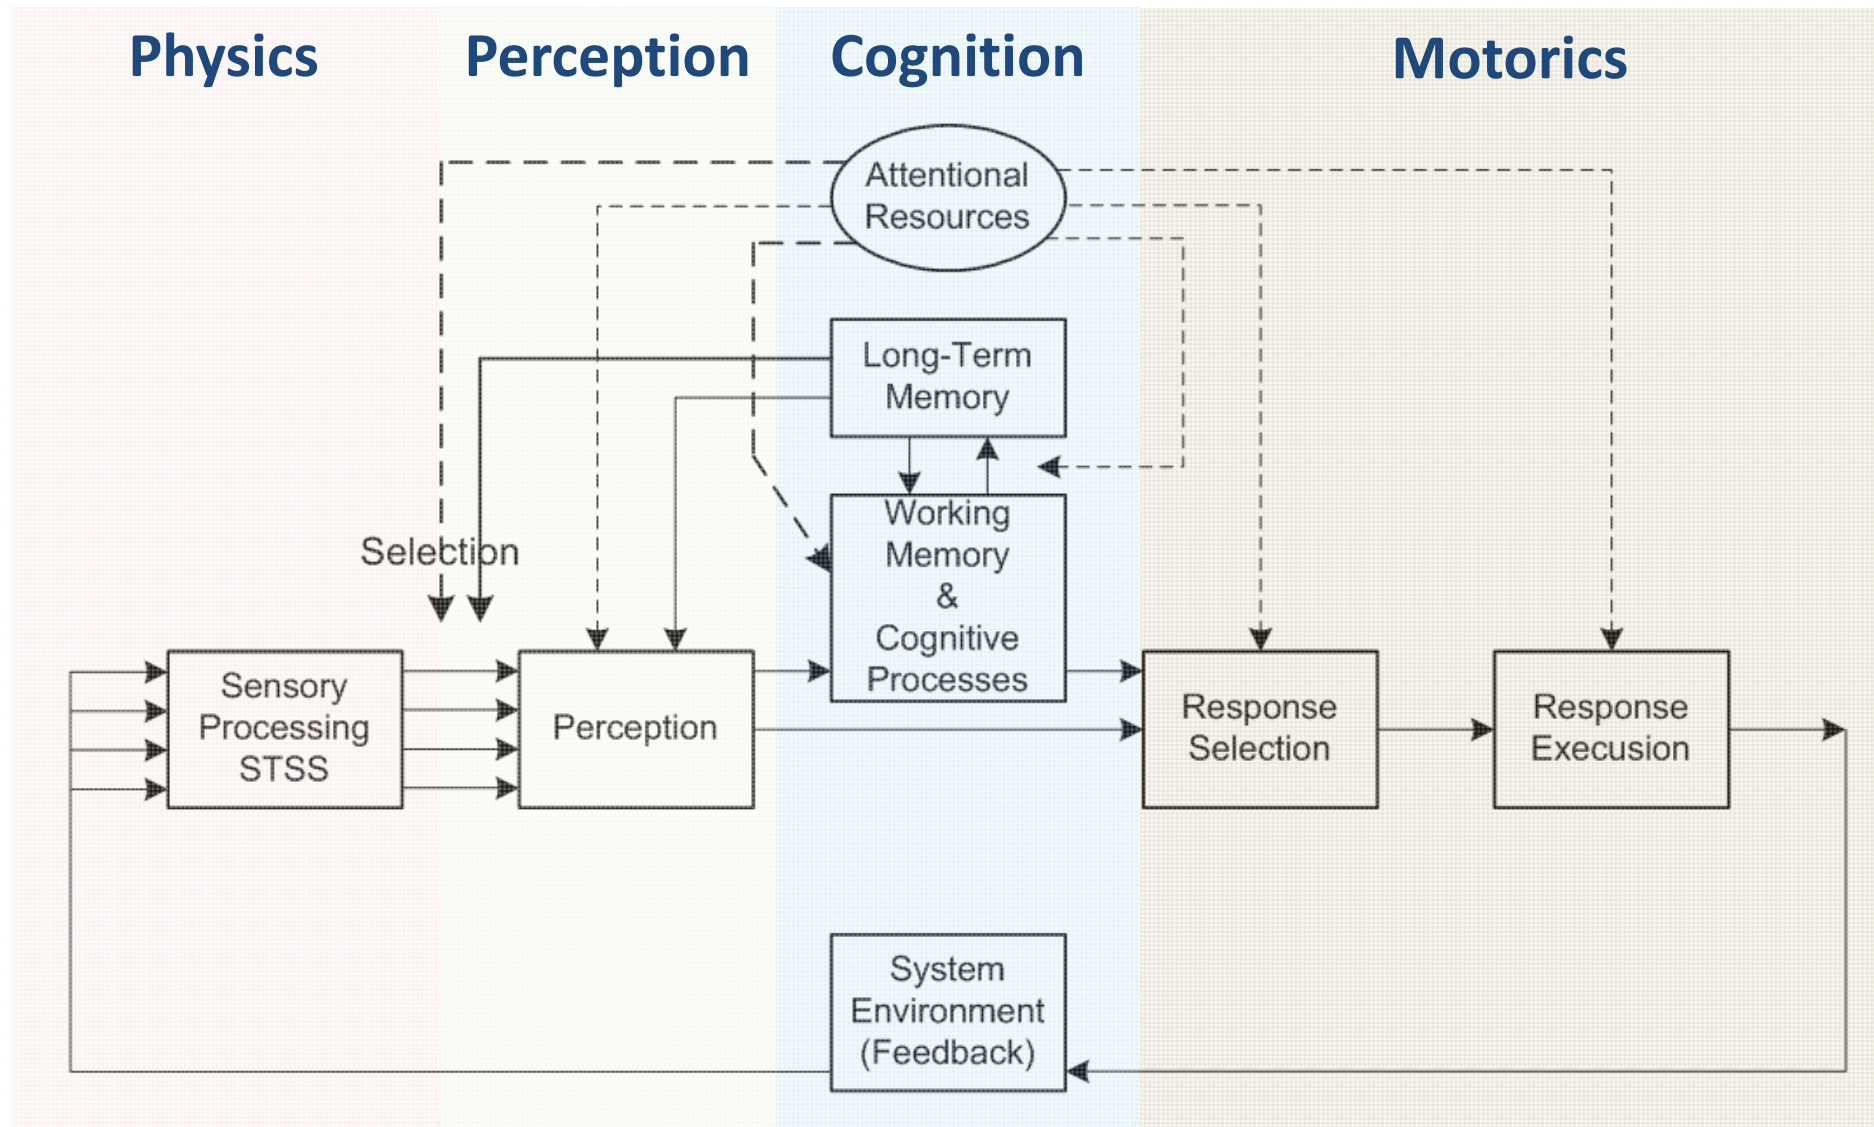 Physics
Perception
Cognition
Motorics
Attentional
Resources
Long-Term
Memory
Selection
Working
Memory
&
Cognitive
Processes
Sensory
Processing
STSS
Perception
Response
Selection
Response
Execusion
System
Environment
(Feedback)